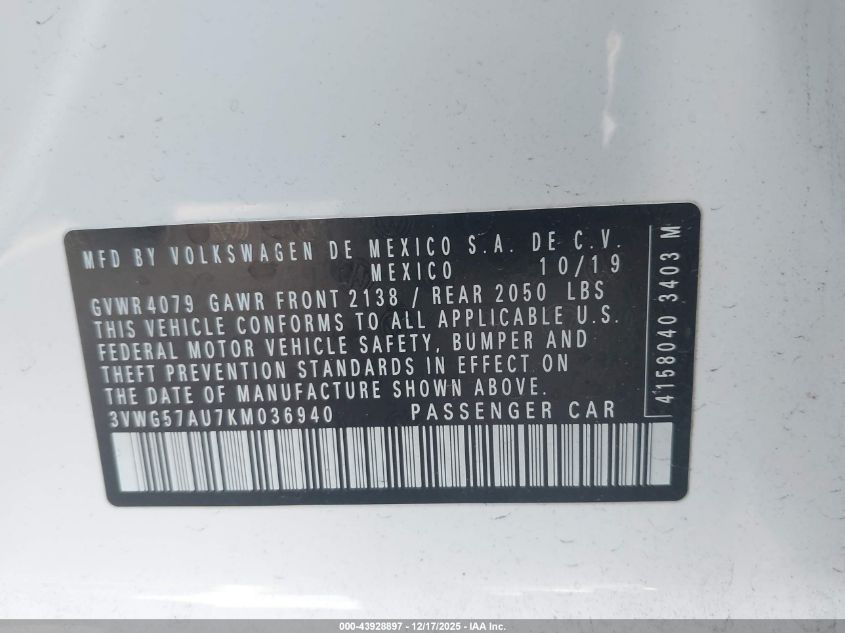 MFD BY VOLKSWAGEN DE MEXICO S.A. DE C.V.
MEXICO 10/19
GVWR 4079 GAWR FRONT 2138 / REAR 2050 LBS
THIS VEHICLE CONFORMS TO ALL APPLICABLE U.S.
FEDERAL MOTOR VEHICLE SAFETY, BUMPER AND
THEFT PREVENTION STANDARDS IN EFFECT ON
THE DATE OF MANUFACTURE SHOWN ABOVE.
3VWG57AU7KM036940 PASSENGER CAR
4158040 3403 M
000-43928897 - 12/17/2025 - IAA Inc.